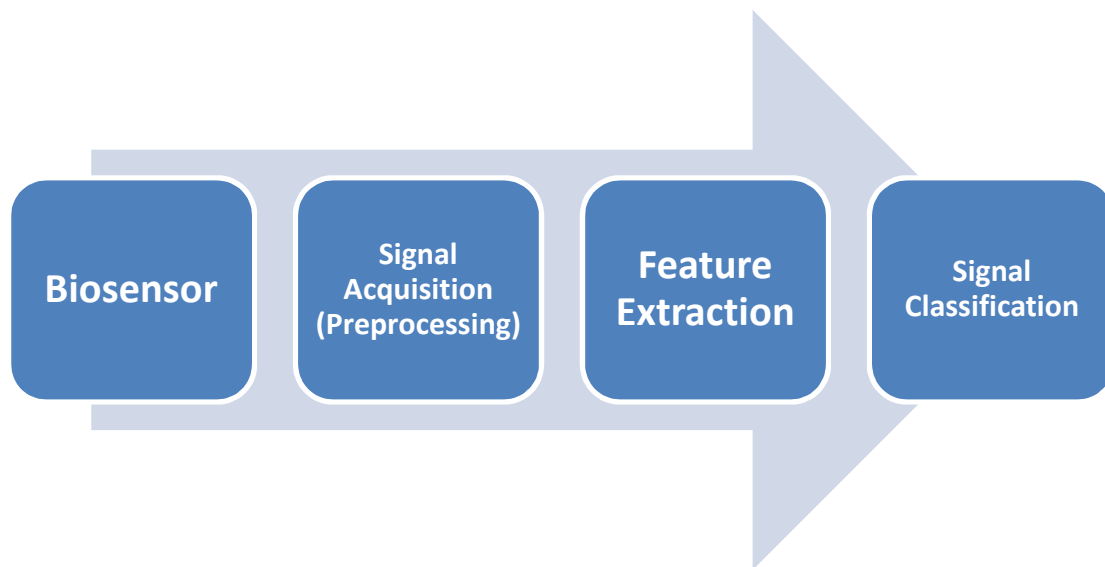 Biosensor
Signal
Acquisition
(Preprocessing)
Feature
Extraction
Signal
Classification